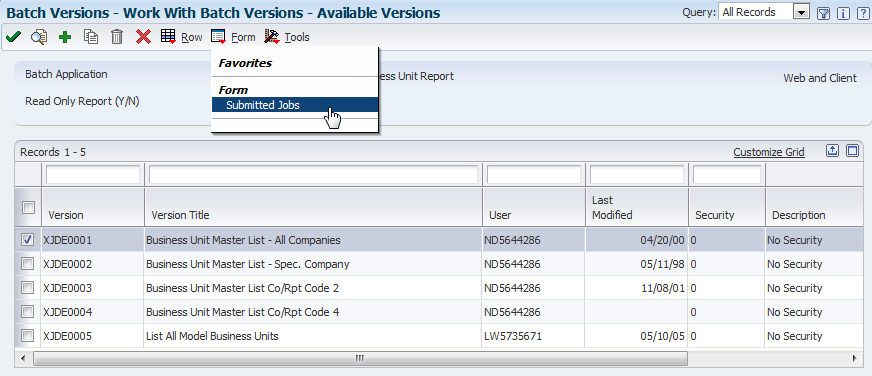 Batch Versions - Work With Batch Versions - Available Versions
Query: All Records
Row Form Tools
Favorites
Form
Submitted Jobs
Batch Application ess Unit Report Web and Client
Read Only Report (Y/N)
Records 1 - 5 Customize Grid
Version Version Title User Last Modified Security Description
XJDE0001 Business Unit Master List - All Companies ND5644286 04/20/00 0 No Security
XJDE0002 Business Unit Master List - Spec. Company ND5644286 05/11/98 0 No Security
XJDE0003 Business Unit Master List Co/Rpt Code 2 ND5644286 11/08/01 0 No Security
XJDE0004 Business Unit Master List Co/Rpt Code 4 ND5644286 0 No Security
XJDE0005 List All Model Business Units LW5735671 05/10/05 0 No Security